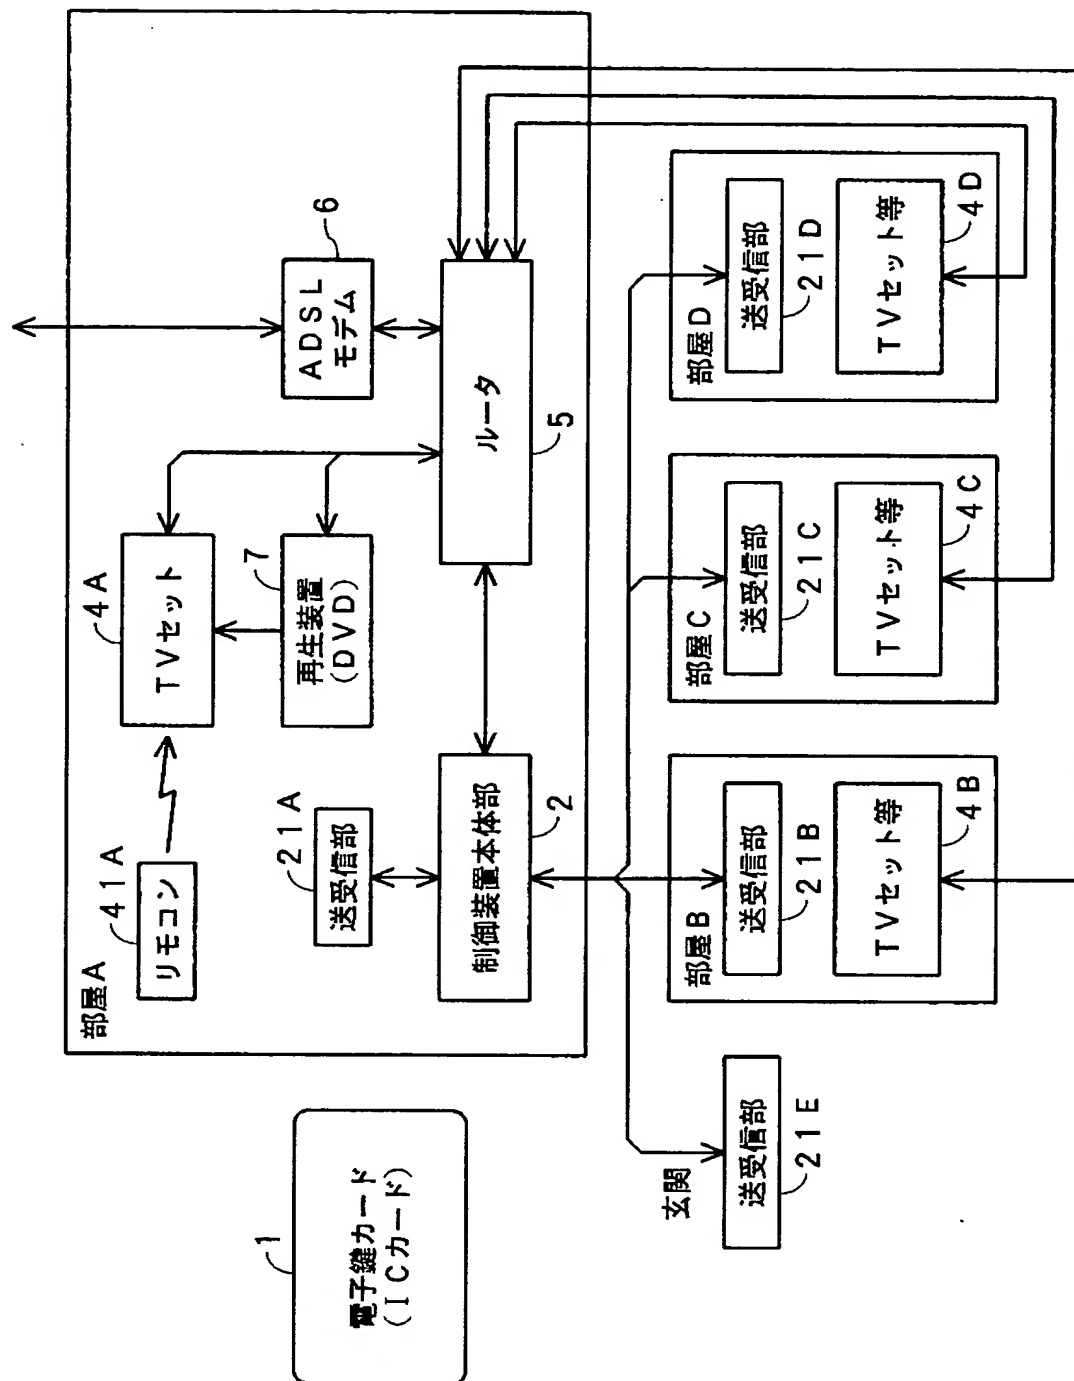 電子鍵カード
(ICカード)
1
部屋A
リモコン
41A
TVセット
4A
送受信部
21A
再生装置
(DVD)
7
ADSL
モデム
6
制御装置本体部
2
ルータ
5
玄関
送受信部
21E
部屋B
送受信部
21B
TVセット等
4B
部屋C
送受信部
21C
TVセット等
4C
部屋D
送受信部
21D
TVセット等
4D